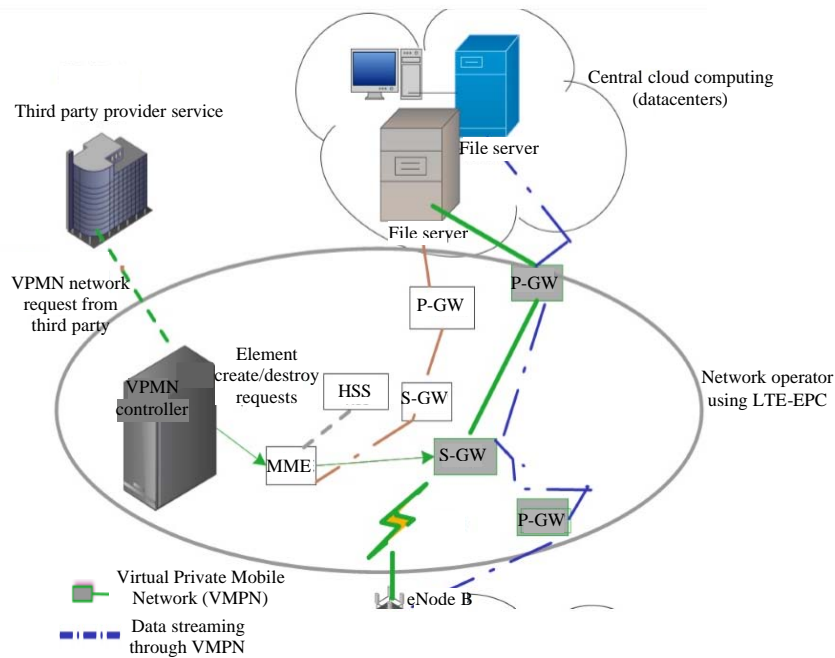 Central cloud computing
(datacenters)
Third party provider service
File server
File server
VPMN network
request from
third party
P-GW
P-GW
Element
create/destroy
requests
Network operator
using LTE-EPC
VPMN
controller
HSS
S-GW
MME
S-GW
P-GW
Virtual Private Mobile
Network (VMPN)
eNode B
Data streaming
through VMPN